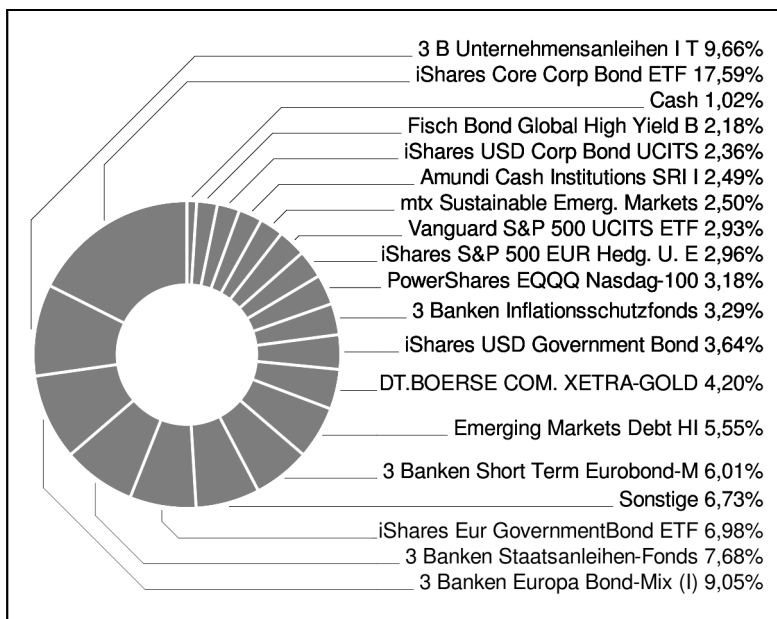 3 B Unternehmensanleihen I T 9,66%
iShares Core Corp Bond ETF 17,59%
Cash 1,02%
Fisch Bond Global High Yield B 2,18%
iShares USD Corp Bond UCITS 2,36%
Amundi Cash Institutions SRI I 2,49%
mtx Sustainable Emerg. Markets 2,50%
Vanguard S&P 500 UCITS ETF 2,93%
iShares S&P 500 EUR Hedg. U. E 2,96%
PowerShares EQQQ Nasdag-100 3,18%
3 Banken Inflationsschutzfonds 3,29%
iShares USD Government Bond 3,64%
DT.BOERSE COM. XETRA-GOLD 4,20%
Emerging Markets Debt HI 5,55%
3 Banken Short Term Eurobond-M 6,01%
Sonstige 6,73%
iShares Eur GovernmentBond ETF 6,98%
3 Banken Staatsanleihen-Fonds 7,68%
3 Banken Europa Bond-Mix (I) 9,05%